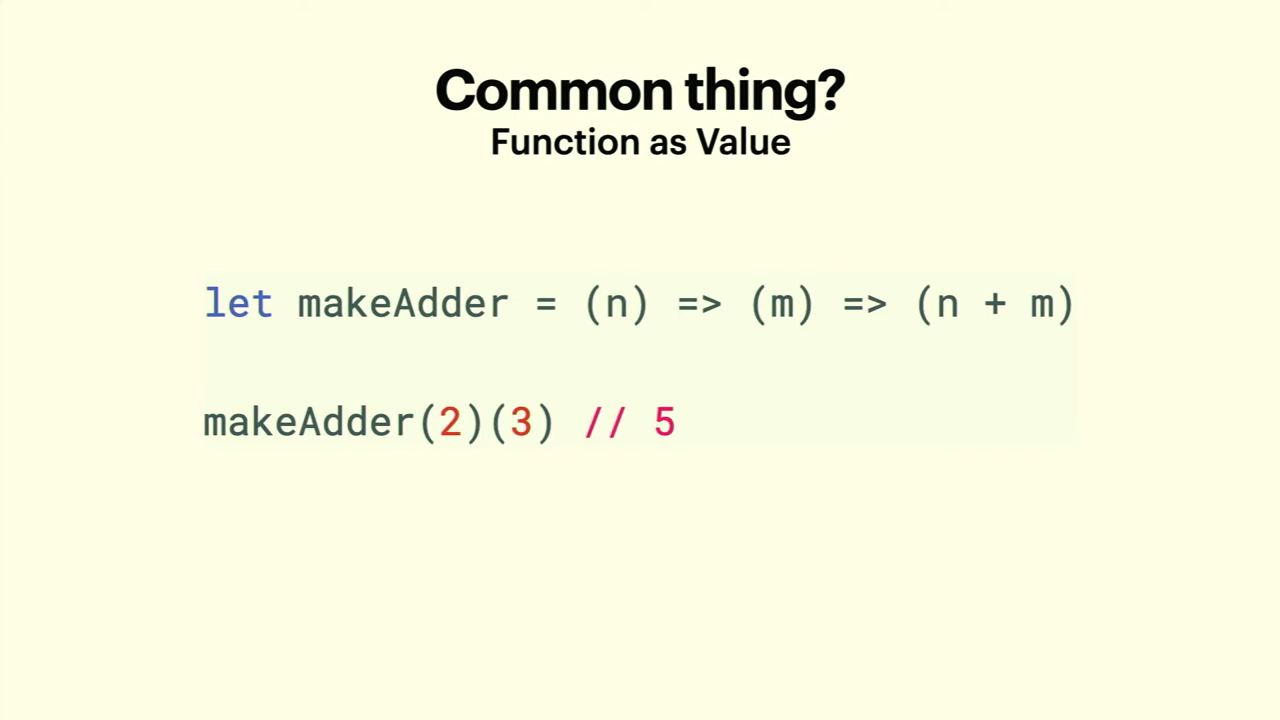 Common thing?
Function as Value
let makeAdder = (n) => (m) => (n + m)
makeAdder(2)(3) // 5